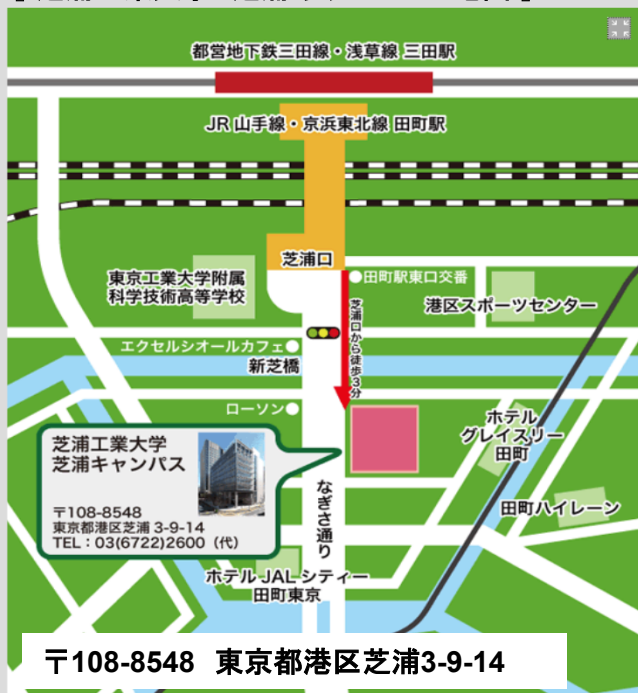 都営地下鉄三田線・浅草線 三田駅
JR 山手線・京浜東北線 田町駅
芝浦口
田町駅東口交番
東京工業大学附属
科学技術高等学校
港区スポーツセンター
芝浦口から徒歩3分
エクセルシオールカフェ
新芝橋
ローソン
ホテル
グレイスリー
田町
芝浦工業大学
芝浦キャンパス
〒108-8548
東京都港区芝浦 3-9-14
TEL：03(6722)2600（代）
なぎさ通り
田町ハイレーン
ホテル JAL シティー
田町東京
〒108-8548 東京都港区芝浦3-9-14